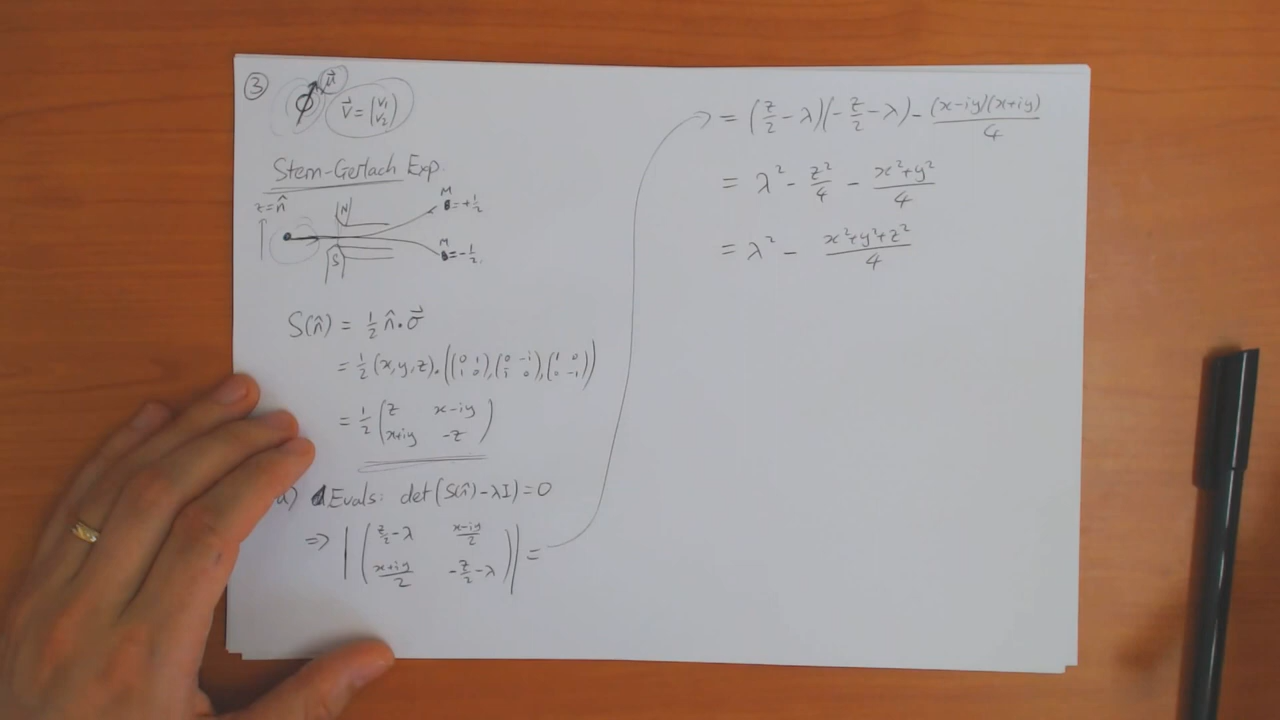 ③ μ⃗ V⃗ = (V₁ V₂)
Stern-Gerlach Exp.
z = n̂ N M = +½
S M = -½.
S(n̂) = ½ n̂ • σ⃗
= ½ (x, y, z) • ((0 1 1 0), (0 -i i 0), (1 0 0 -1))
= ½ (z x-iy x+iy -z)
a) Evals: det(S(n̂) - λI) = 0
⇒ |(z/2 - λ (x-iy)/2 (x+iy)/2 -z/2 - λ)| =
= (z/2 - λ)(-z/2 - λ) - (x-iy)(x+iy)/4
= λ² - z²/4 - (x²+y²)/4
= λ² - (x²+y²+z²)/4